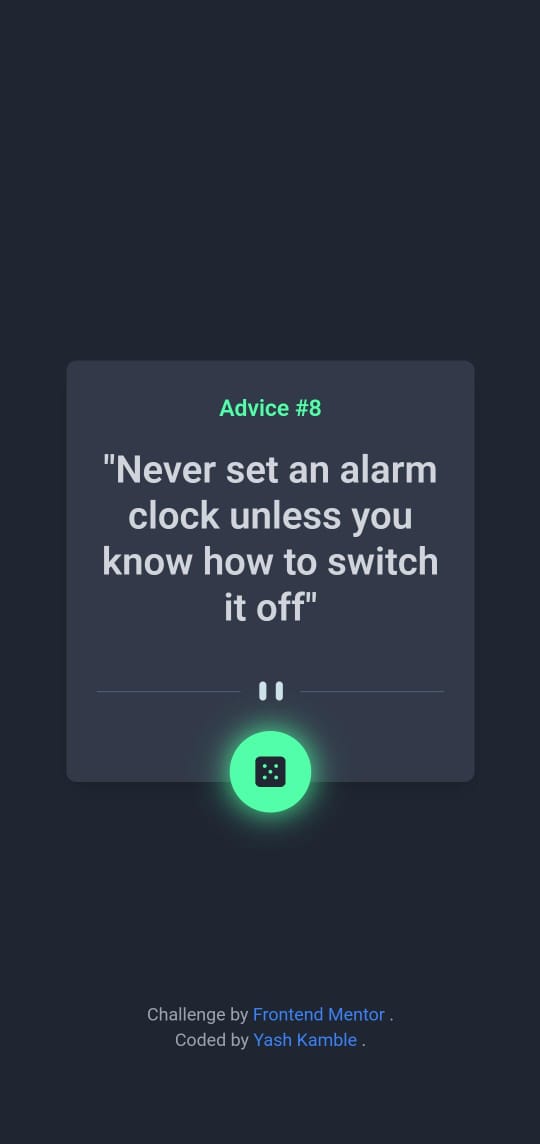 Advice #8
"Never set an alarm
clock unless you
know how to switch
it off"
Challenge by Frontend Mentor .
Coded by Yash Kamble .